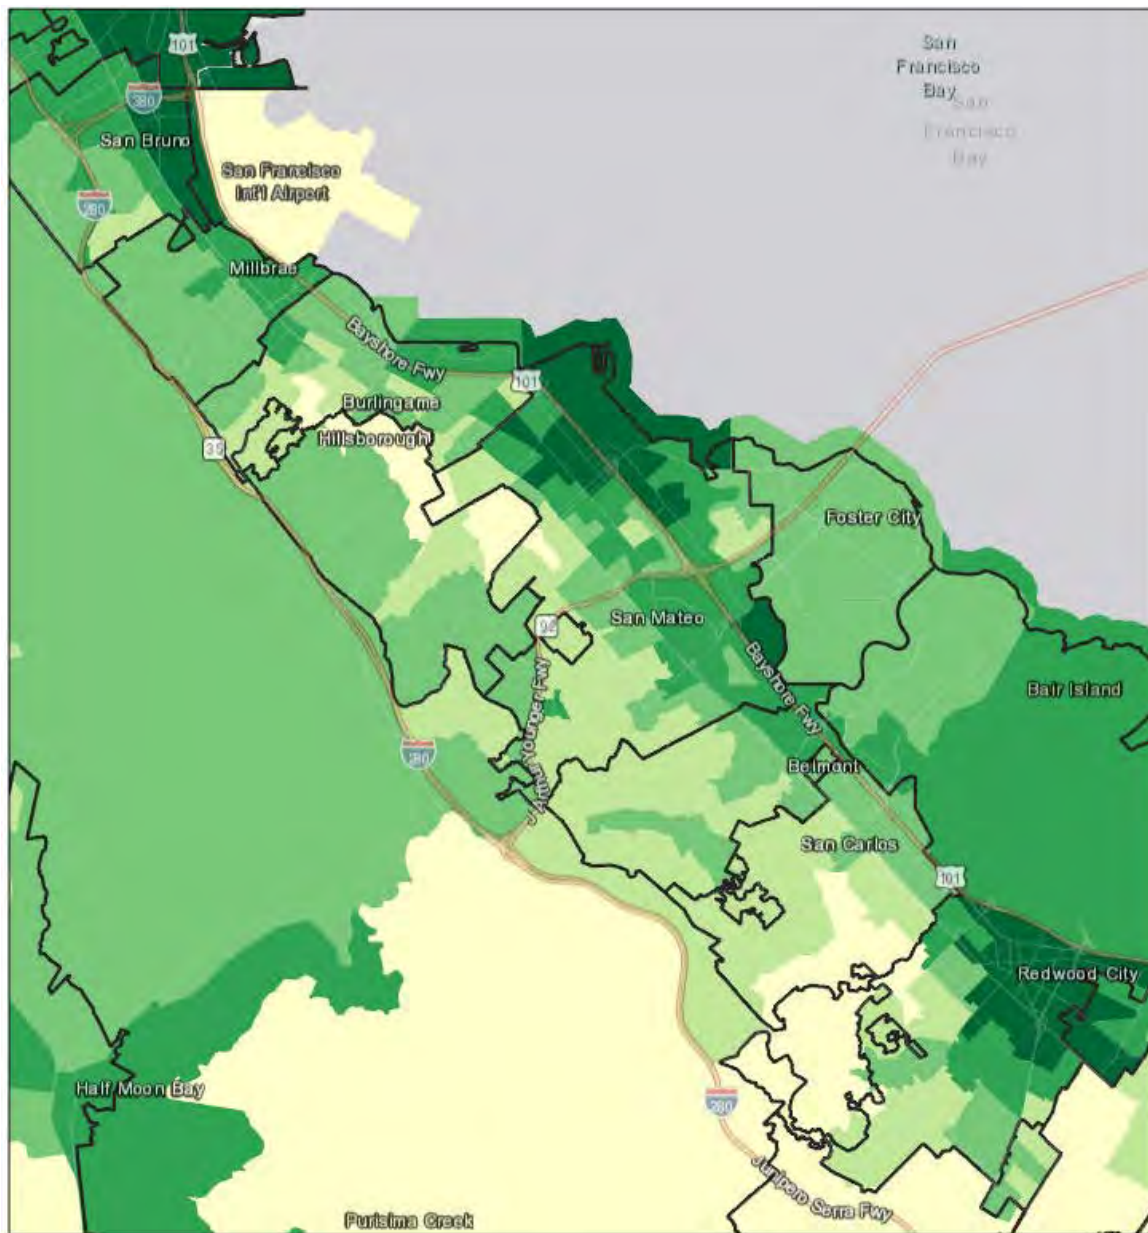 101
San
Francisco
Bay
San
Francisco
Bay
380
San Bruno
San Francisco
Int'l Airport
280
Millbrae
Bayshore Fwy
101
Burlingame
Hillsborough
35
Foster City
92
San Mateo
Bair Island
Bayshore Fwy
J Arthur Younger Fwy
280
Belmont
San Carlos
101
Redwood City
Half Moon Bay
280
Junipero Serra Fwy
Purisima Creek